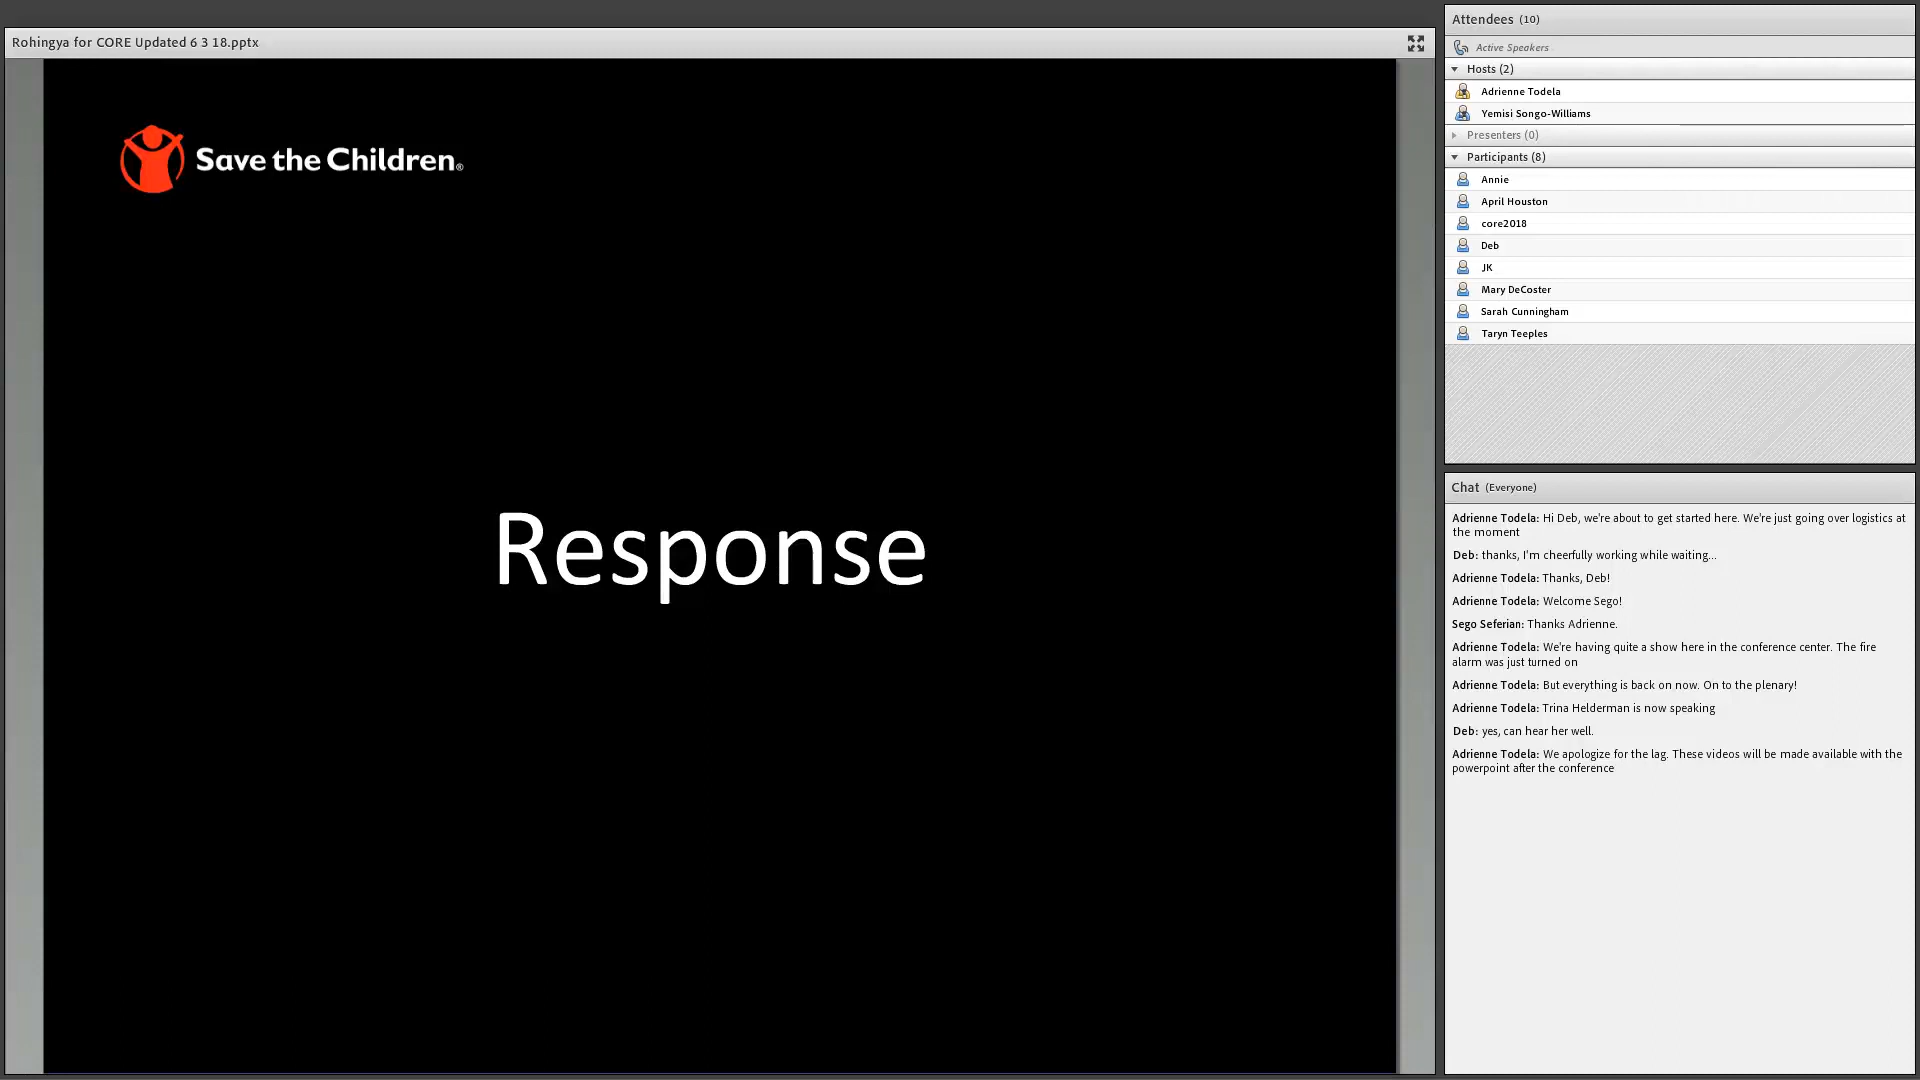 Rohingya for CORE Updated 6 3 18.pptx
Save the Children®
Response
Attendees (10)
Active Speakers
Hosts (2)
Adrienne Todela
Yemisi Songo-Williams
Presenters (0)
Participants (8)
Annie
April Houston
core2018
Deb
JK
Mary DeCoster
Sarah Cunningham
Taryn Teeples
Chat (Everyone)
Adrienne Todela: Hi Deb, we're about to get started here. We're just going over logistics at
the moment
Deb: thanks, I'm cheerfully working while waiting...
Adrienne Todela: Thanks, Deb!
Adrienne Todela: Welcome Sego!
Sego Seferian: Thanks Adrienne.
Adrienne Todela: We're having quite a show here in the conference center. The fire
alarm was just turned on
Adrienne Todela: But everything is back on now. On to the plenary!
Adrienne Todela: Trina Helderman is now speaking
Deb: yes, can hear her well.
Adrienne Todela: We apologize for the lag. These videos will be made available with the
powerpoint after the conference